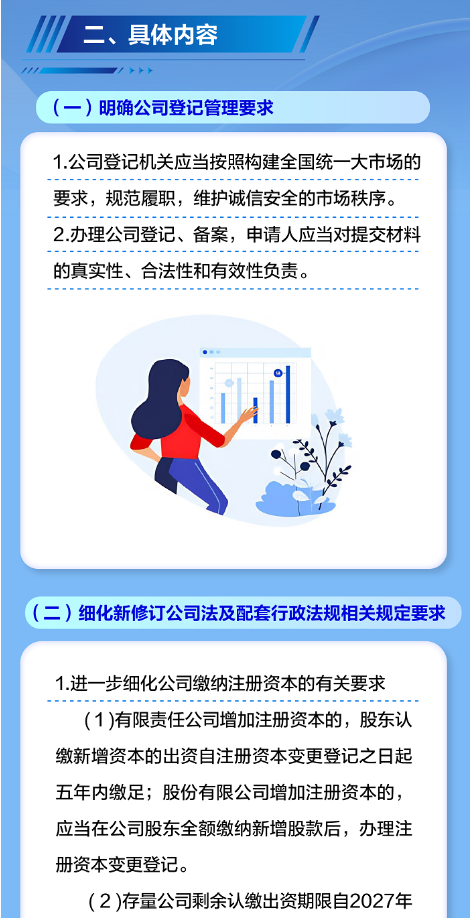 二、具体内容
（一）明确公司登记管理要求
1.公司登记机关应当按照构建全国统一大市场的
要求，规范履职，维护诚信安全的市场秩序。
2.办理公司登记、备案，申请人应当对提交材料
的真实性、合法性和有效性负责。
（二）细化新修订公司法及配套行政法规相关规定要求
1.进一步细化公司缴纳注册资本的有关要求
（1)有限责任公司增加注册资本的，股东认
缴新增资本的出资自注册资本变更登记之日起
五年内缴足；股份有限公司增加注册资本的，
应当在公司股东全额缴纳新增股款后，办理注
册资本变更登记。
（2)存量公司剩余认缴出资期限自2027年